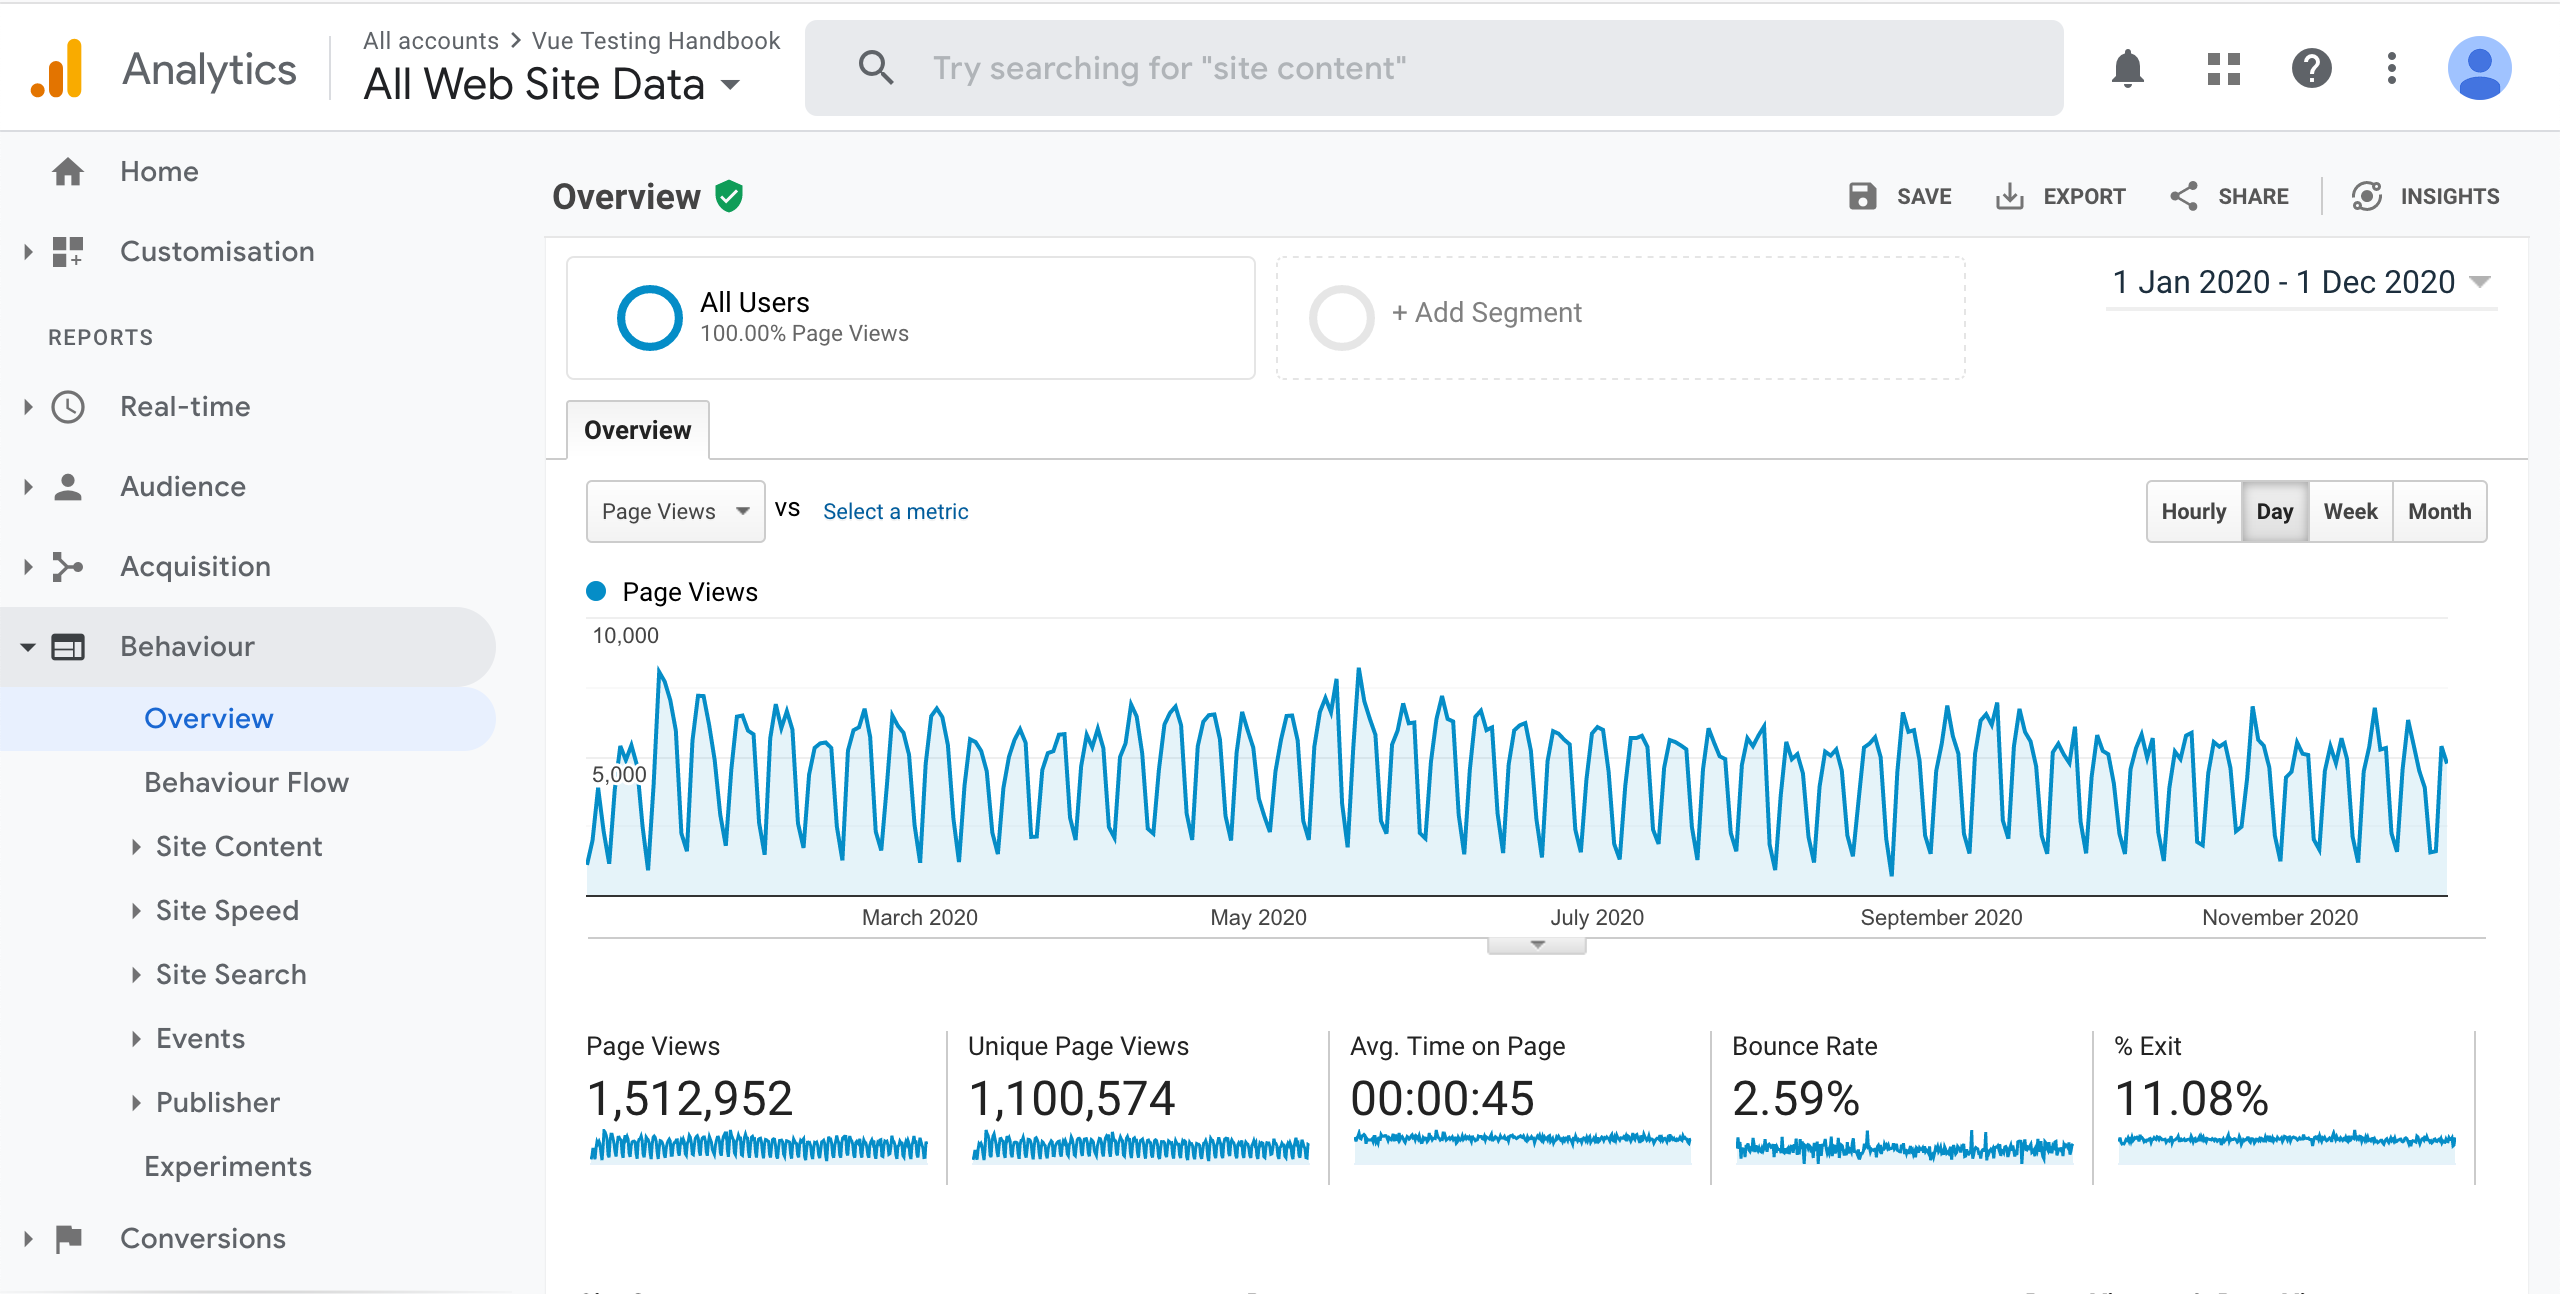 Analytics
All accounts > Vue Testing Handbook
All Web Site Data
Try searching for "site content"
Home
Customisation
REPORTS
Real-time
Audience
Acquisition
Behaviour
Overview
Behaviour Flow
Site Content
Site Speed
Site Search
Events
Publisher
Experiments
Conversions
Overview
SAVE
EXPORT
SHARE
INSIGHTS
All Users
100.00% Page Views
+ Add Segment
1 Jan 2020 - 1 Dec 2020
Overview
Page Views
VS
Select a metric
Hourly
Day
Week
Month
Page Views
10,000
5,000
March 2020
May 2020
July 2020
September 2020
November 2020
Page Views
1,512,952
Unique Page Views
1,100,574
Avg. Time on Page
00:00:45
Bounce Rate
2.59%
% Exit
11.08%